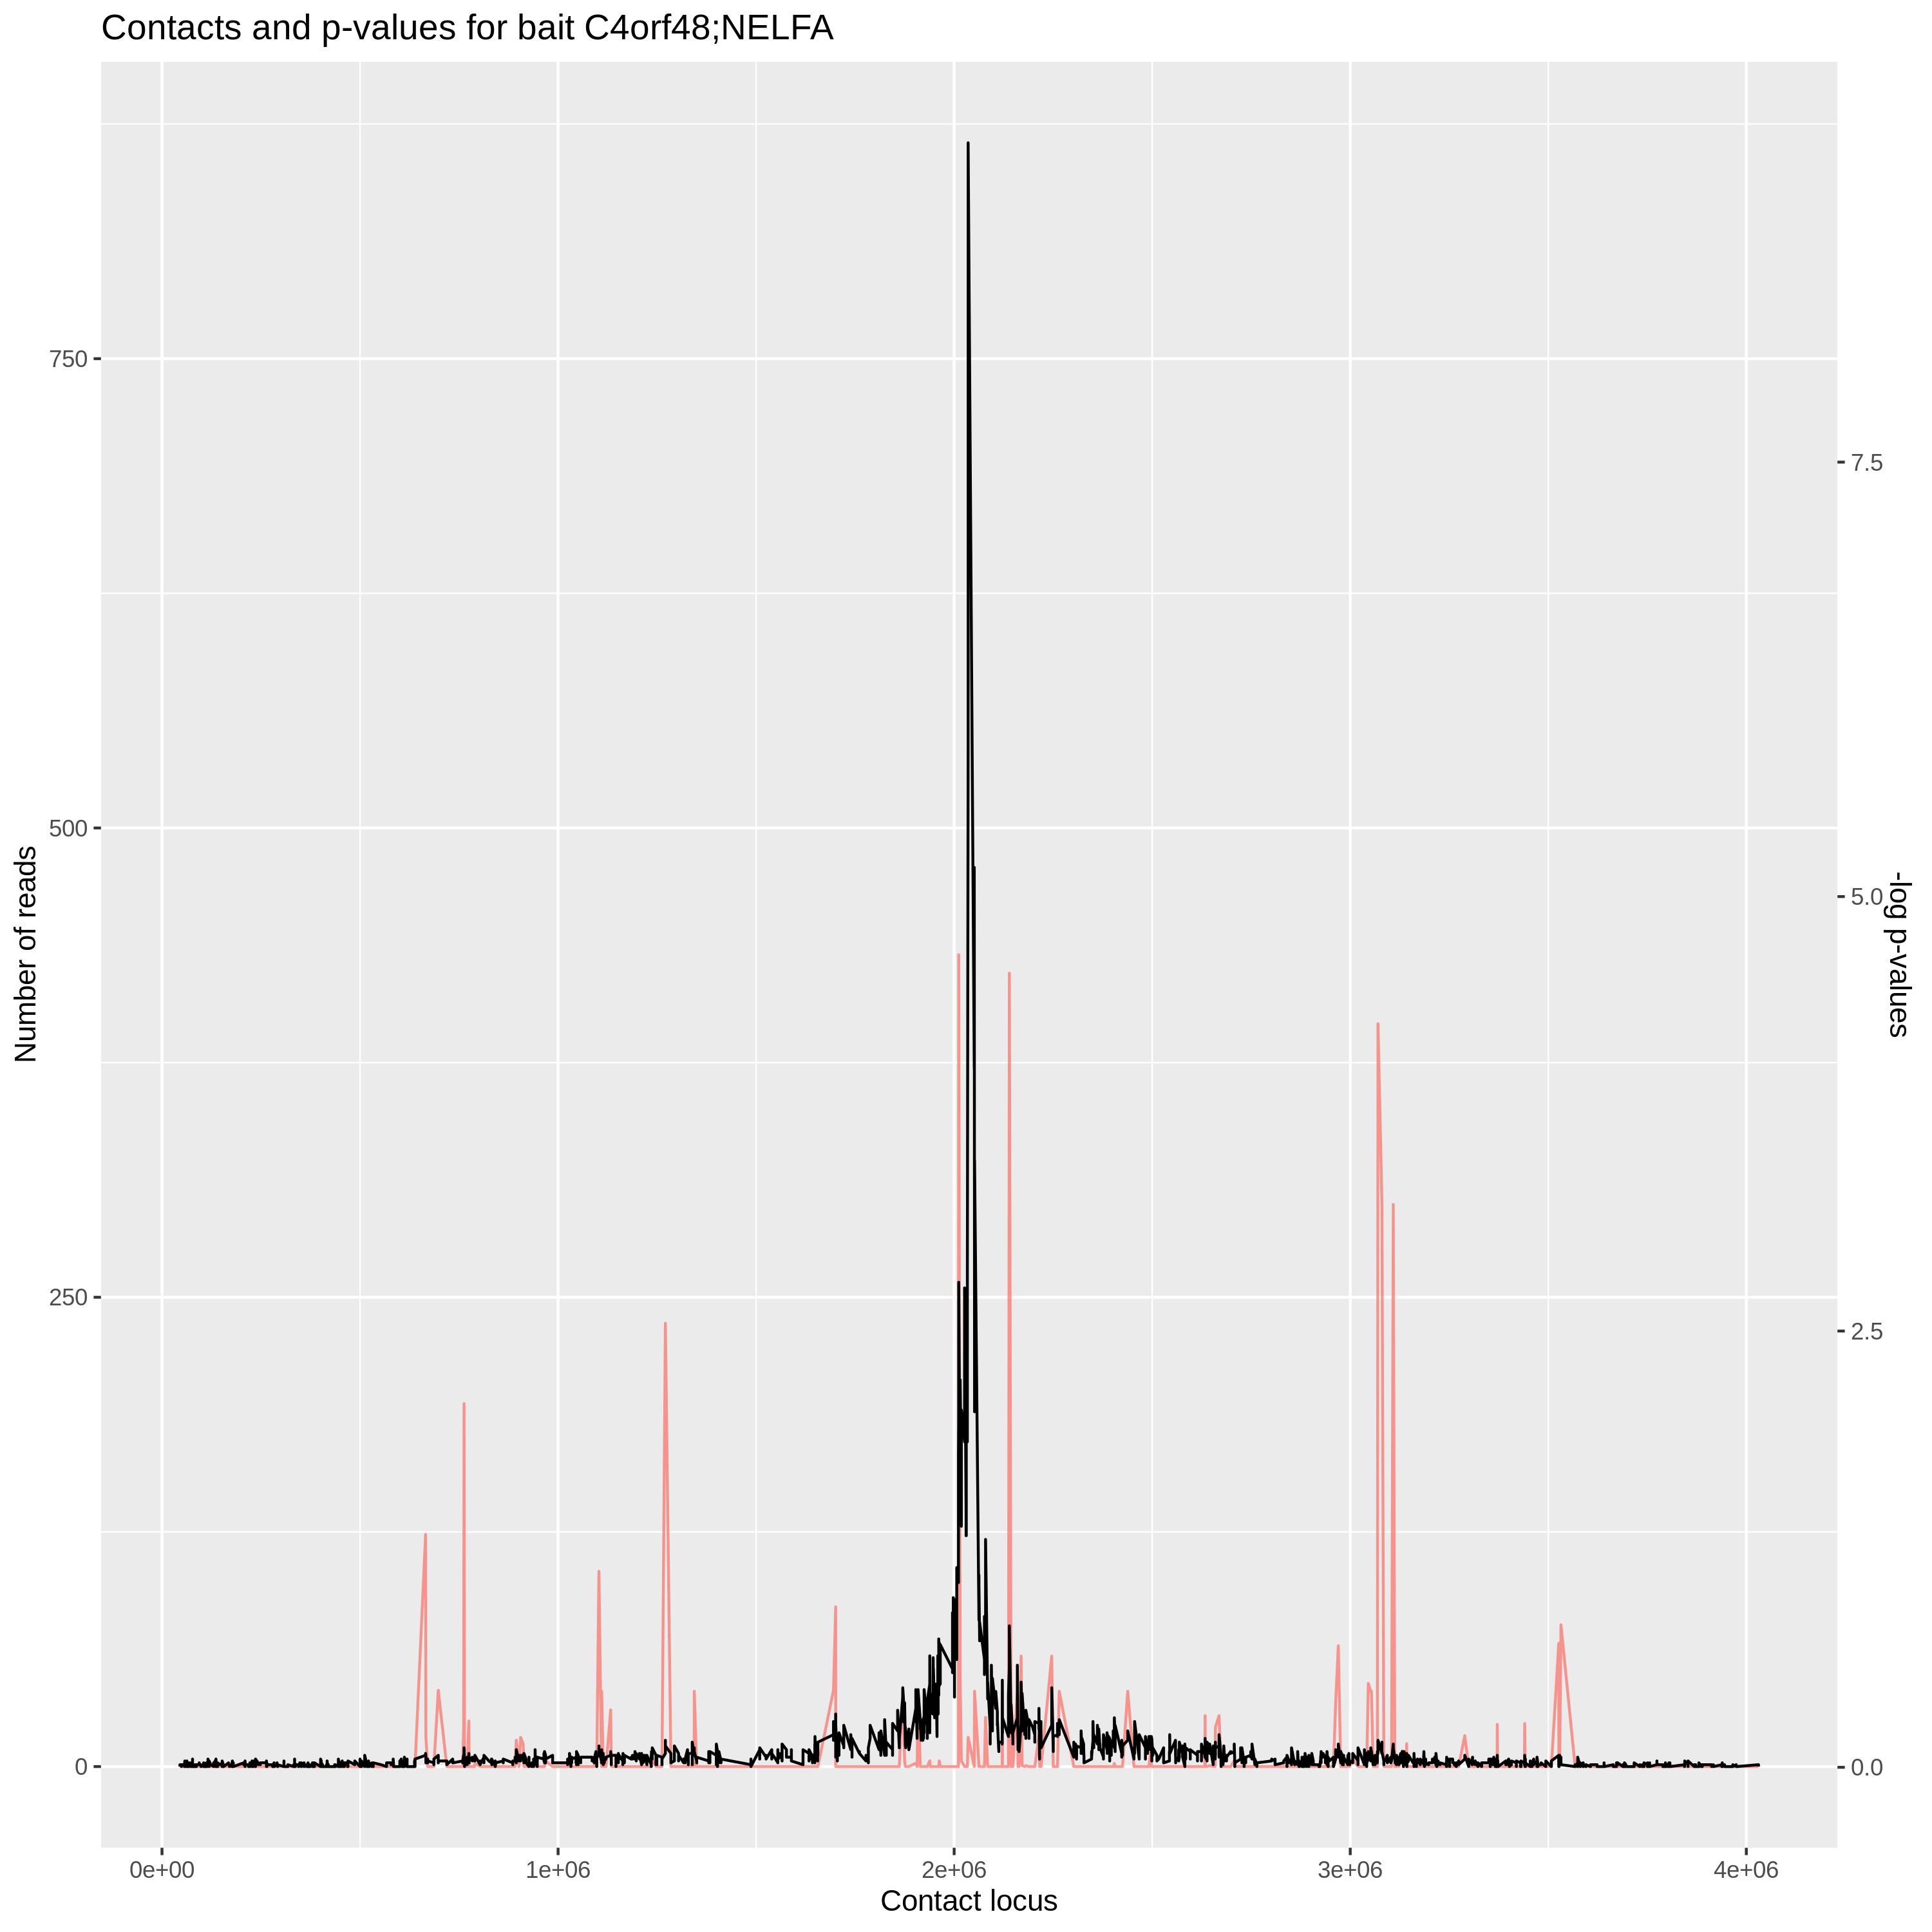 Contacts and p-values for bait C4orf48;NELFA
Number of reads
750
500
250
0
7.5
5.0
2.5
0.0
-log p-values
0e+00
1e+06
2e+06
3e+06
4e+06
Contact locus